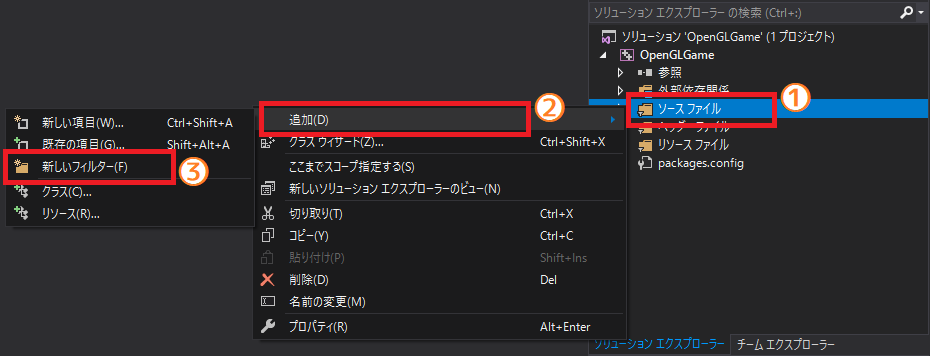 ソリューション エクスプローラー の検索 (Ctrl+:)
ソリューション 'OpenGLGame' (1 プロジェクト)
OpenGLGame
参照
外部依存関係
ソース ファイル
ヘッダー ファイル
リソース ファイル
packages.config
ソリューション エクスプローラー
チーム エクスプローラー
1
2
追加(D)
クラス ウィザード(Z)... Ctrl+Shift+X
ここまでスコープ指定する(S)
新しいソリューション エクスプローラーのビュー(N)
切り取り(T) Ctrl+X
コピー(Y) Ctrl+C
貼り付け(P) Shift+Ins
削除(D) Del
名前の変更(M)
プロパティ(R) Alt+Enter
新しい項目(W)... Ctrl+Shift+A
既存の項目(G)... Shift+Alt+A
新しいフィルター(F)
3
クラス(C)...
リソース(R)...